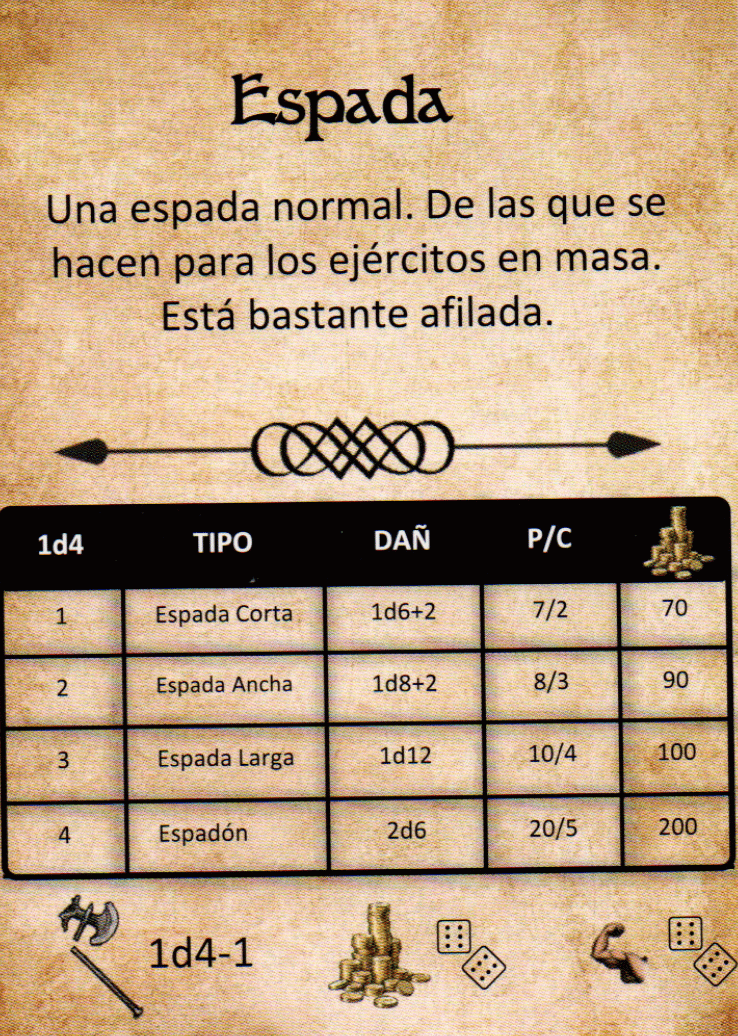 Espada
Una espada normal. De las que se
hacen para los ejércitos en masa.
Está bastante afilada.
1d4 TIPO DAÑ P/C
1 Espada Corta 1d6+2 7/2 70
2 Espada Ancha 1d8+2 8/3 90
3 Espada Larga 1d12 10/4 100
4 Espadón 2d6 20/5 200
1d4-1